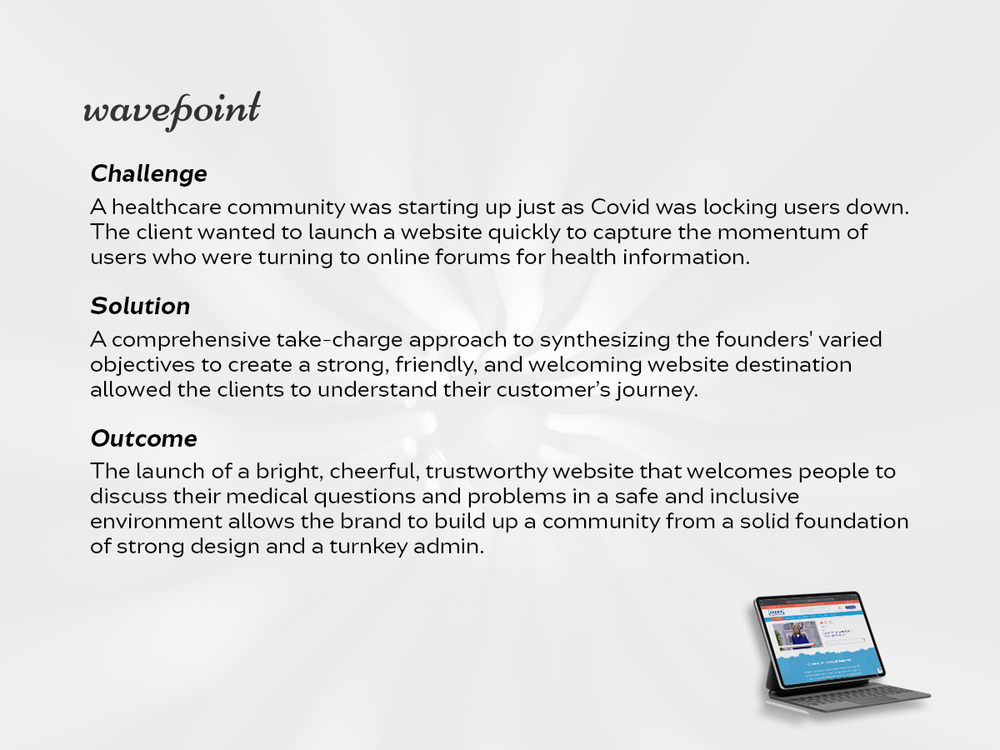 wavepoint
Challenge
A healthcare community was starting up just as Covid was locking users down.
The client wanted to launch a website quickly to capture the momentum of
users who were turning to online forums for health information.
Solution
A comprehensive take-charge approach to synthesizing the founders' varied
objectives to create a strong, friendly, and welcoming website destination
allowed the clients to understand their customer’s journey.
Outcome
The launch of a bright, cheerful, trustworthy website that welcomes people to
discuss their medical questions and problems in a safe and inclusive
environment allows the brand to build up a community from a solid foundation
of strong design and a turnkey admin.